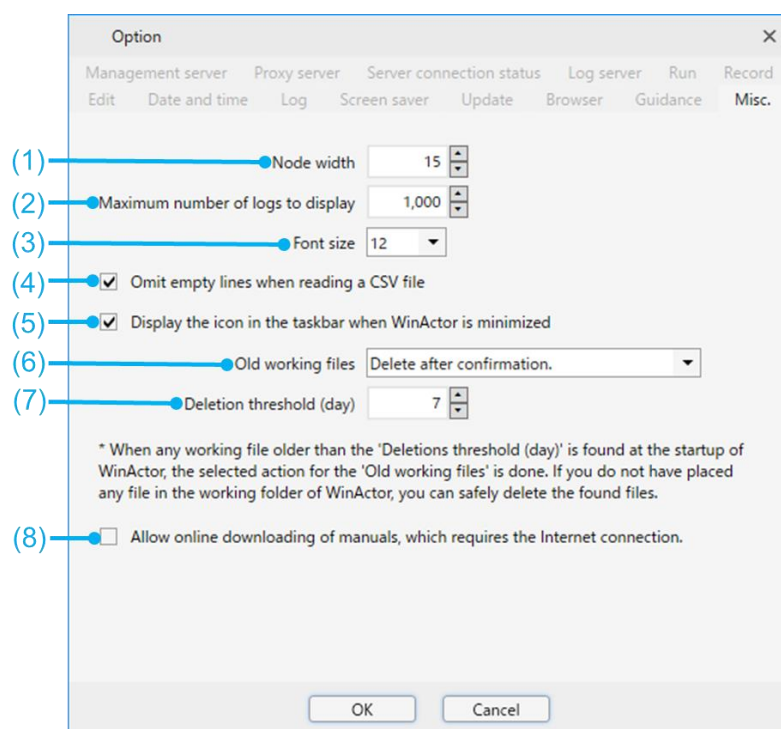 Option
Management server Proxy server Server connection status Log server Run Record
Edit Date and time Log Screen saver Update Browser Guidance Misc.
(1) Node width 15
(2) Maximum number of logs to display 1,000
(3) Font size 12
(4) Omit empty lines when reading a CSV file
(5) Display the icon in the taskbar when WinActor is minimized
(6) Old working files Delete after confirmation.
(7) Deletion threshold (day) 7
* When any working file older than the 'Deletions threshold (day)' is found at the startup of
WinActor, the selected action for the 'Old working files' is done. If you do not have placed
any file in the working folder of WinActor, you can safely delete the found files.
(8) Allow online downloading of manuals, which requires the Internet connection.
OK Cancel